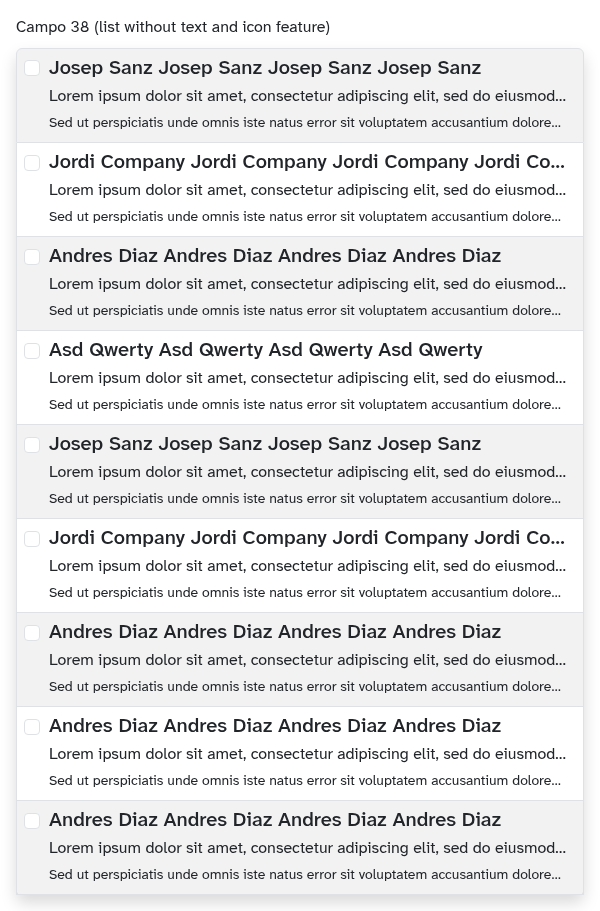 Campo 38 (list without text and icon feature)
Josep Sanz Josep Sanz Josep Sanz Josep Sanz
Lorem ipsum dolor sit amet, consectetur adipiscing elit, sed do eiusmod...
Sed ut perspiciatis unde omnis iste natus error sit voluptatem accusantium dolore...
Jordi Company Jordi Company Jordi Company Jordi Co...
Lorem ipsum dolor sit amet, consectetur adipiscing elit, sed do eiusmod...
Sed ut perspiciatis unde omnis iste natus error sit voluptatem accusantium dolore...
Andres Diaz Andres Diaz Andres Diaz Andres Diaz
Lorem ipsum dolor sit amet, consectetur adipiscing elit, sed do eiusmod...
Sed ut perspiciatis unde omnis iste natus error sit voluptatem accusantium dolore...
Asd Qwerty Asd Qwerty Asd Qwerty Asd Qwerty
Lorem ipsum dolor sit amet, consectetur adipiscing elit, sed do eiusmod...
Sed ut perspiciatis unde omnis iste natus error sit voluptatem accusantium dolore...
Josep Sanz Josep Sanz Josep Sanz Josep Sanz
Lorem ipsum dolor sit amet, consectetur adipiscing elit, sed do eiusmod...
Sed ut perspiciatis unde omnis iste natus error sit voluptatem accusantium dolore...
Jordi Company Jordi Company Jordi Company Jordi Co...
Lorem ipsum dolor sit amet, consectetur adipiscing elit, sed do eiusmod...
Sed ut perspiciatis unde omnis iste natus error sit voluptatem accusantium dolore...
Andres Diaz Andres Diaz Andres Diaz Andres Diaz
Lorem ipsum dolor sit amet, consectetur adipiscing elit, sed do eiusmod...
Sed ut perspiciatis unde omnis iste natus error sit voluptatem accusantium dolore...
Andres Diaz Andres Diaz Andres Diaz Andres Diaz
Lorem ipsum dolor sit amet, consectetur adipiscing elit, sed do eiusmod...
Sed ut perspiciatis unde omnis iste natus error sit voluptatem accusantium dolore...
Andres Diaz Andres Diaz Andres Diaz Andres Diaz
Lorem ipsum dolor sit amet, consectetur adipiscing elit, sed do eiusmod...
Sed ut perspiciatis unde omnis iste natus error sit voluptatem accusantium dolore...